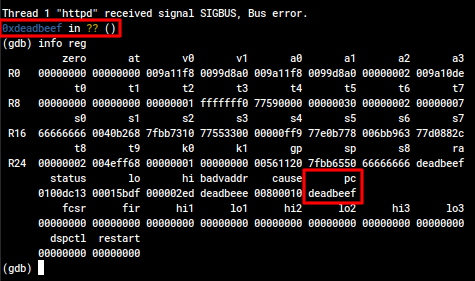 Thread 1 "httpd" received signal SIGBUS, Bus error.
0xdeadbeef in ?? ()
(gdb) info reg
zero at v0 v1 a0 a1 a2 a3
R0 00000000 00000000 009a11f8 0099d8a0 009a11f8 0099d8a0 00000002 009a10de
t0 t1 t2 t3 t4 t5 t6 t7
R8 00000000 00000000 00000001 fffffff0 77590000 00000030 00000002 00000007
s0 s1 s2 s3 s4 s5 s6 s7
R16 66666666 0040b268 7fbb7310 77553300 00000ff9 77e0b778 006bb963 77d0882c
t8 t9 k0 k1 gp sp s8 ra
R24 00000002 004eff68 00000001 00000000 00561120 7fbb6550 66666666 deadbeef
status lo hi badvaddr cause pc
0100dc13 00015bdf 000002ed deadbeee 00800010 deadbeef
fcsr fir hi1 lo1 hi2 lo2 hi3 lo3
00000000 00000000 00000000 00000000 00000000 00000000 00000000 00000000
dspctl restart
00000000 00000000
(gdb)